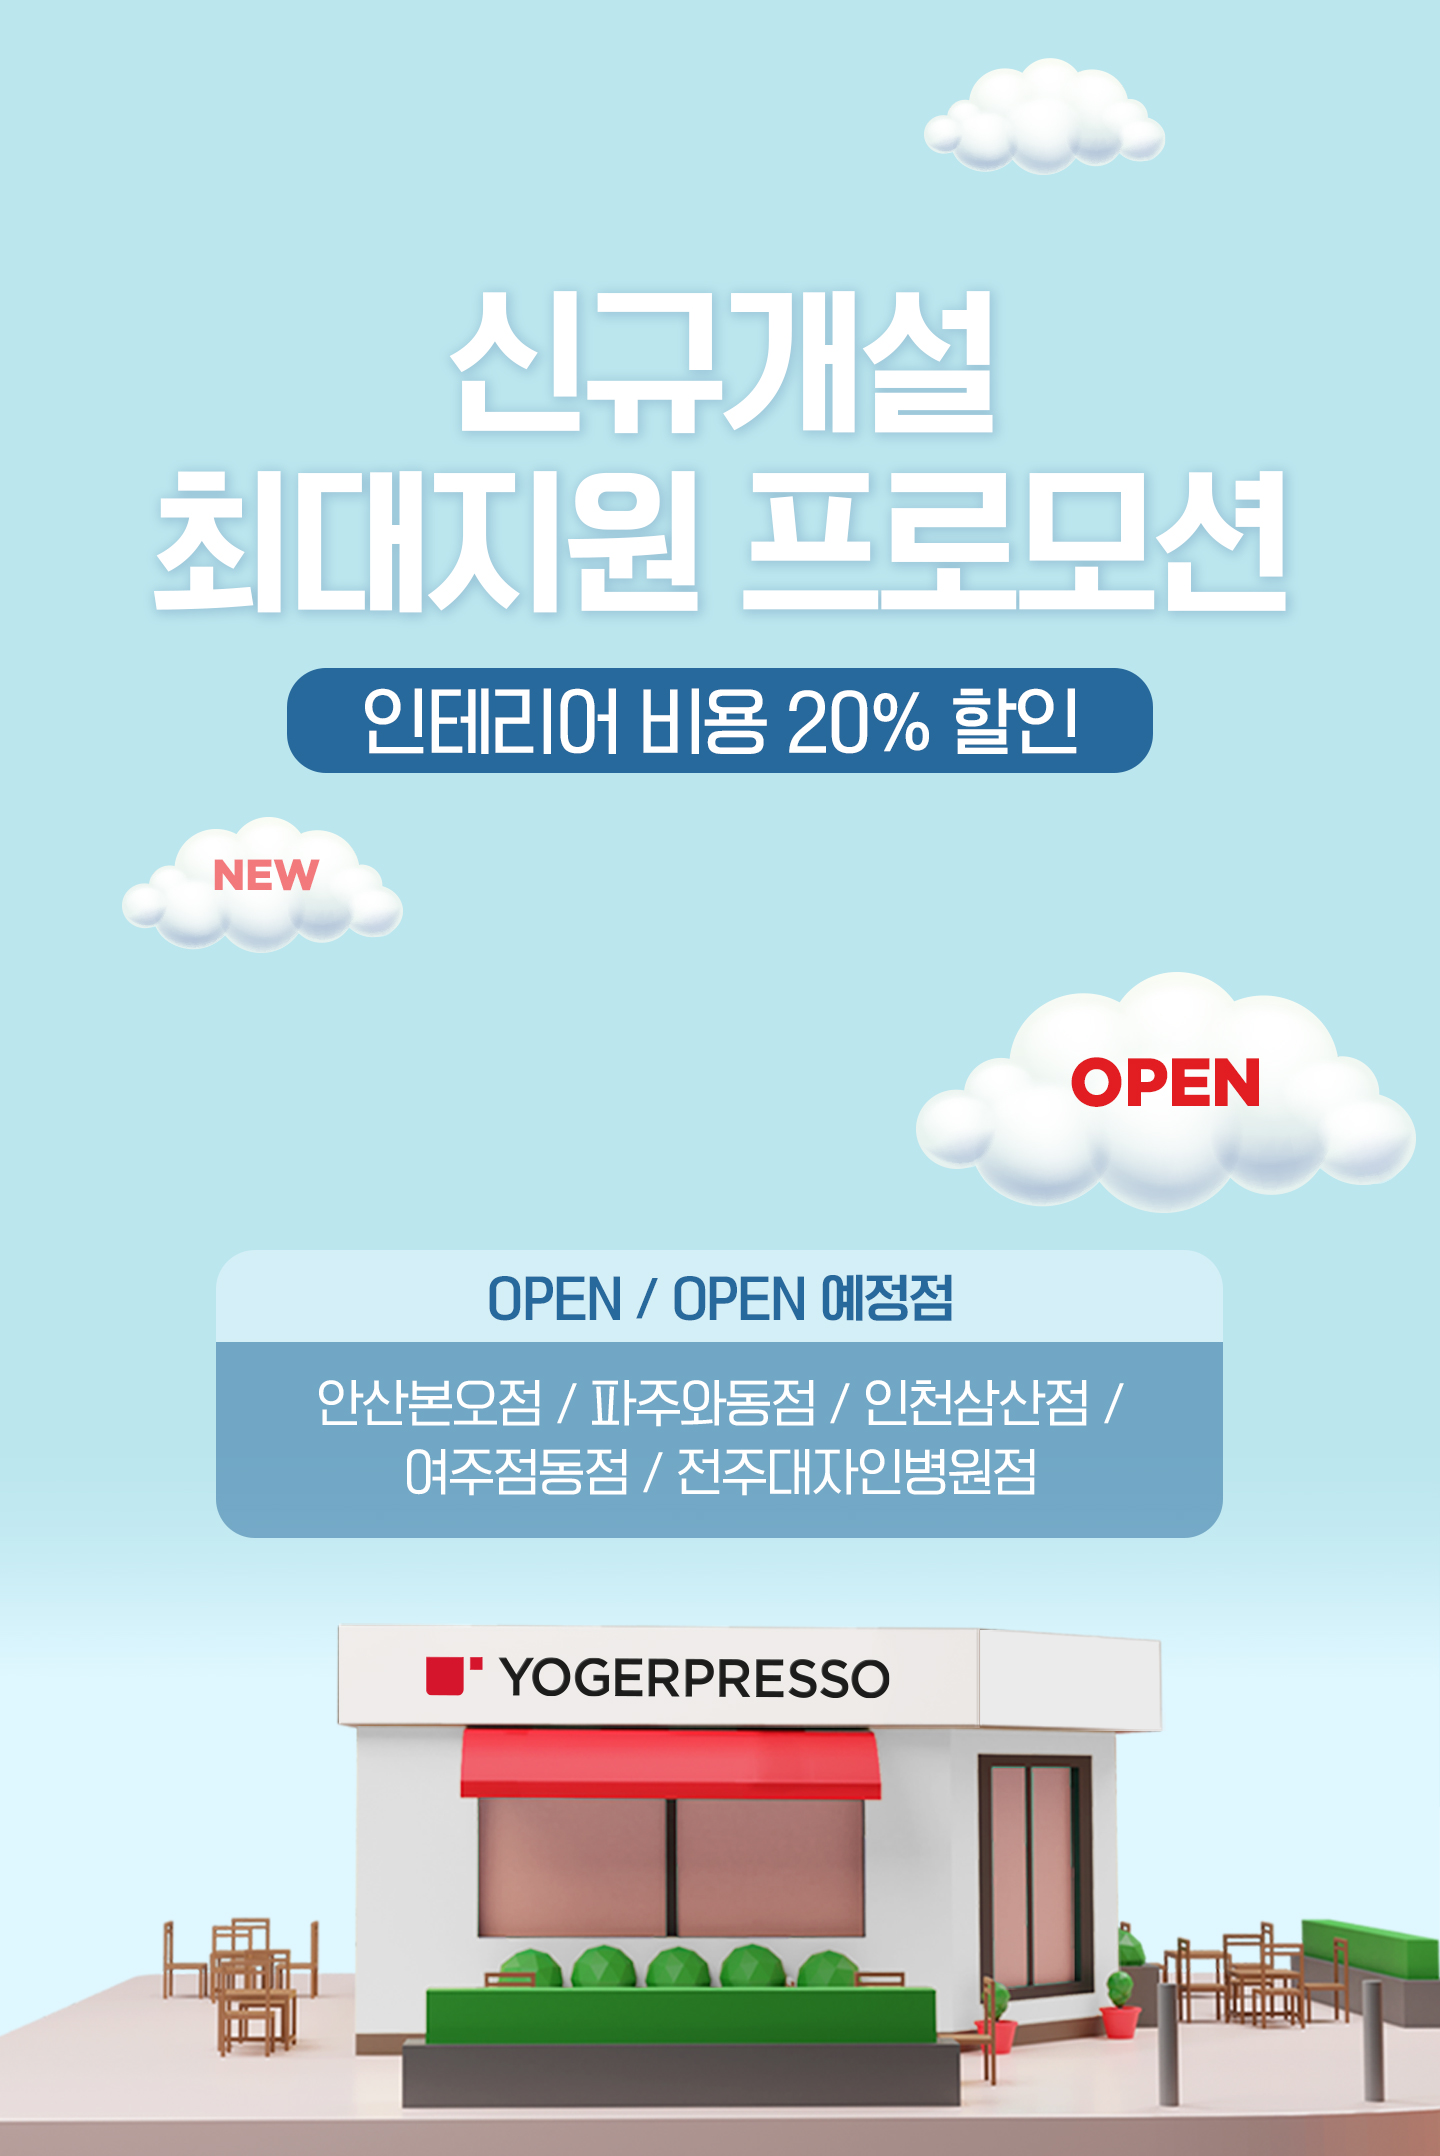 신규개설
최대지원 프로모션
인테리어 비용 20% 할인
NEW
OPEN
OPEN / OPEN 예정점
안산본오점 / 파주와동점 / 인천삼산점 /
여주점동점 / 전주대자인병원점
YOGERPRESSO